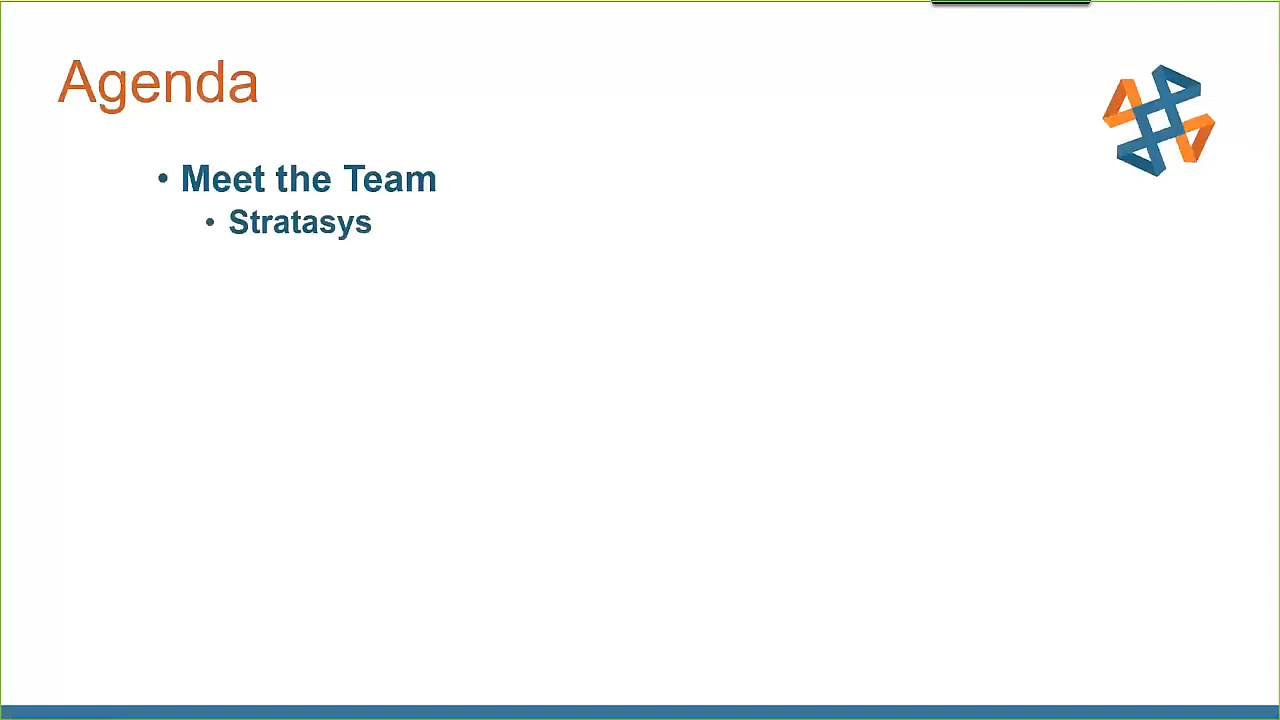 Agenda
• Meet the Team
• Stratasys